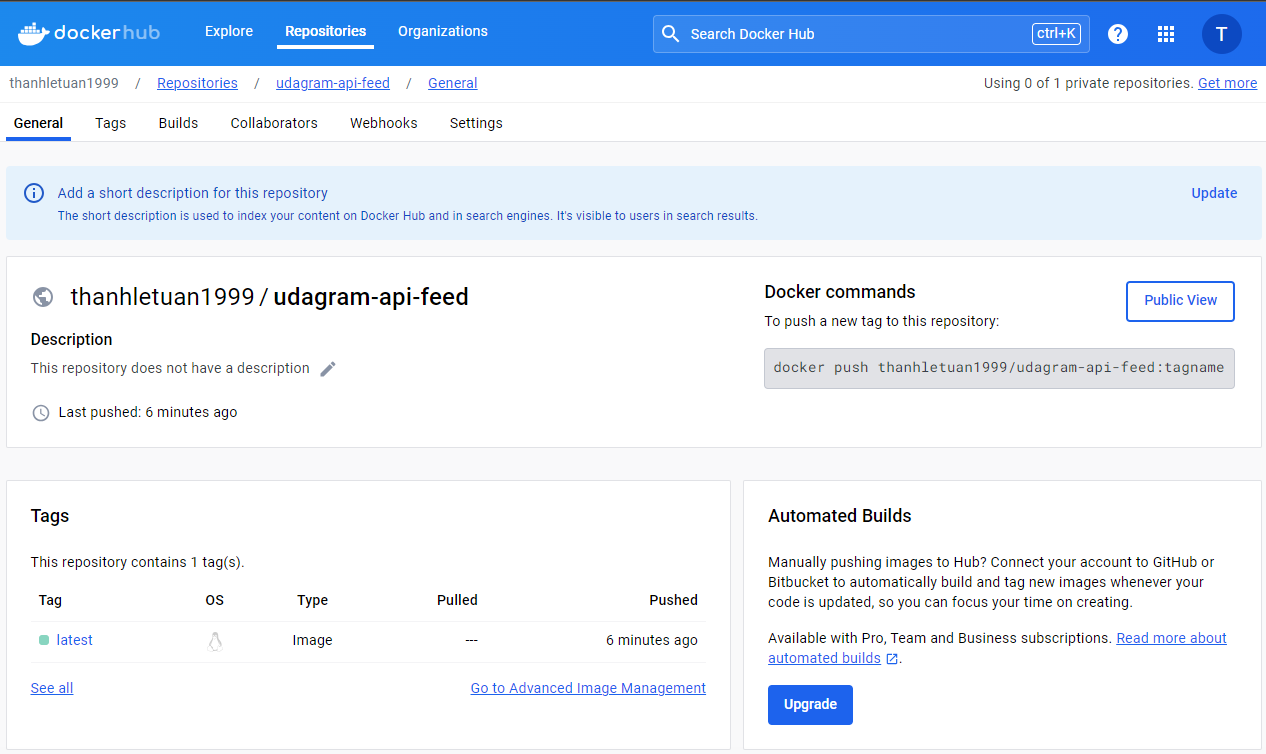 dockerhub
Explore
Repositories
Organizations
Search Docker Hub
ctrl+K
?
T
thanhletuan1999 / Repositories / udagram-api-feed / General
Using 0 of 1 private repositories. Get more
General
Tags
Builds
Collaborators
Webhooks
Settings
Add a short description for this repository
Update
The short description is used to index your content on Docker Hub and in search engines. It's visible to users in search results.
thanhletuan1999 / udagram-api-feed
Description
This repository does not have a description
Last pushed: 6 minutes ago
Docker commands
Public View
To push a new tag to this repository:
docker push thanhletuan1999/udagram-api-feed:tagname
Tags
This repository contains 1 tag(s).
Tag OS Type Pulled Pushed
latest Image --- 6 minutes ago
See all
Go to Advanced Image Management
Automated Builds
Manually pushing images to Hub? Connect your account to GitHub or
Bitbucket to automatically build and tag new images whenever your
code is updated, so you can focus your time on creating.
Available with Pro, Team and Business subscriptions. Read more about
automated builds .
Upgrade